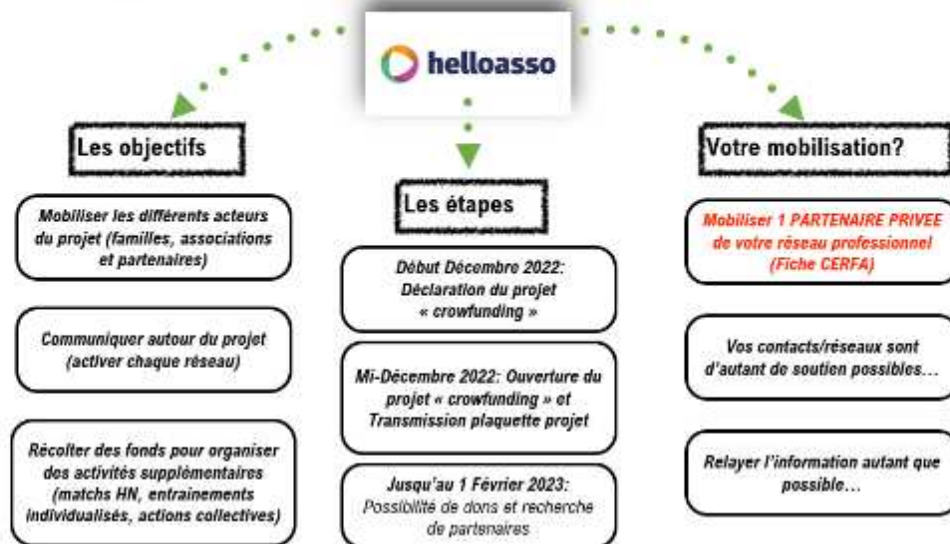 helloasso
Les objectifs
Mobiliser les différents acteurs
du projet (familles, associations
et partenaires)
Communiquer autour du projet
(activer chaque réseau)
Récolter des fonds pour organiser
des activités supplémentaires
(matchs HN, entrainements
individualisés, actions collectives)
Les étapes
Début Décembre 2022:
Déclaration du projet
« crowfunding »
Mi-Décembre 2022: Ouverture du
projet « crowfunding » et
Transmission plaquette projet
Jusqu'au 1 Février 2023:
Possibilité de dons et recherche
de partenaires
Votre mobilisation?
Mobiliser 1 PARTENAIRE PRIVEE
de votre réseau professionnel
(Fiche CERFA)
Vos contacts/réseaux sont
d'autant de soutien possibles...
Relayer l'information autant que
possible...